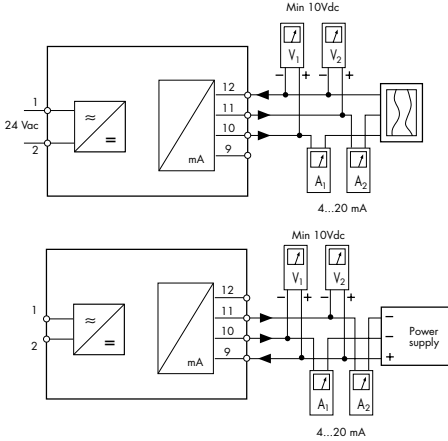 Min 10Vdc
V1 V2
− + − +
12
1 11
24 Vac ≈ 10
2 = mA 9
A1 A2
4...20 mA
Min 10Vdc
V1 V2
− + − +
12
1 11 −
≈ 10 − Power
2 = 9 + supply
mA
A1 A2
4...20 mA